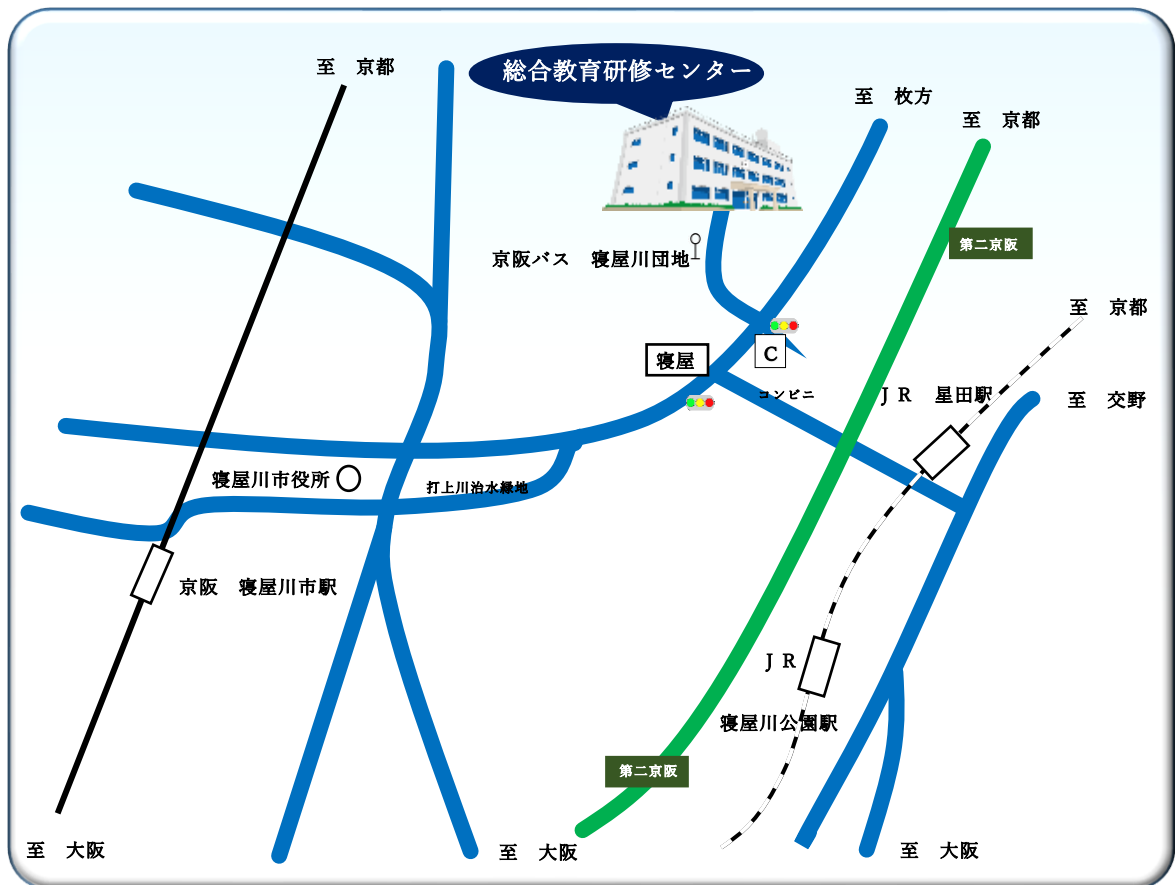 総合教育研修センター
至　京都
至　枚方
至　京都
第二京阪
京阪バス　寝屋川団地
至　京都
C
寝屋
コンビニ
ＪＲ　星田駅
至　交野
寝屋川市役所
打上川治水緑地
京阪　寝屋川市駅
ＪＲ
寝屋川公園駅
第二京阪
至　大阪
至　大阪
至　大阪